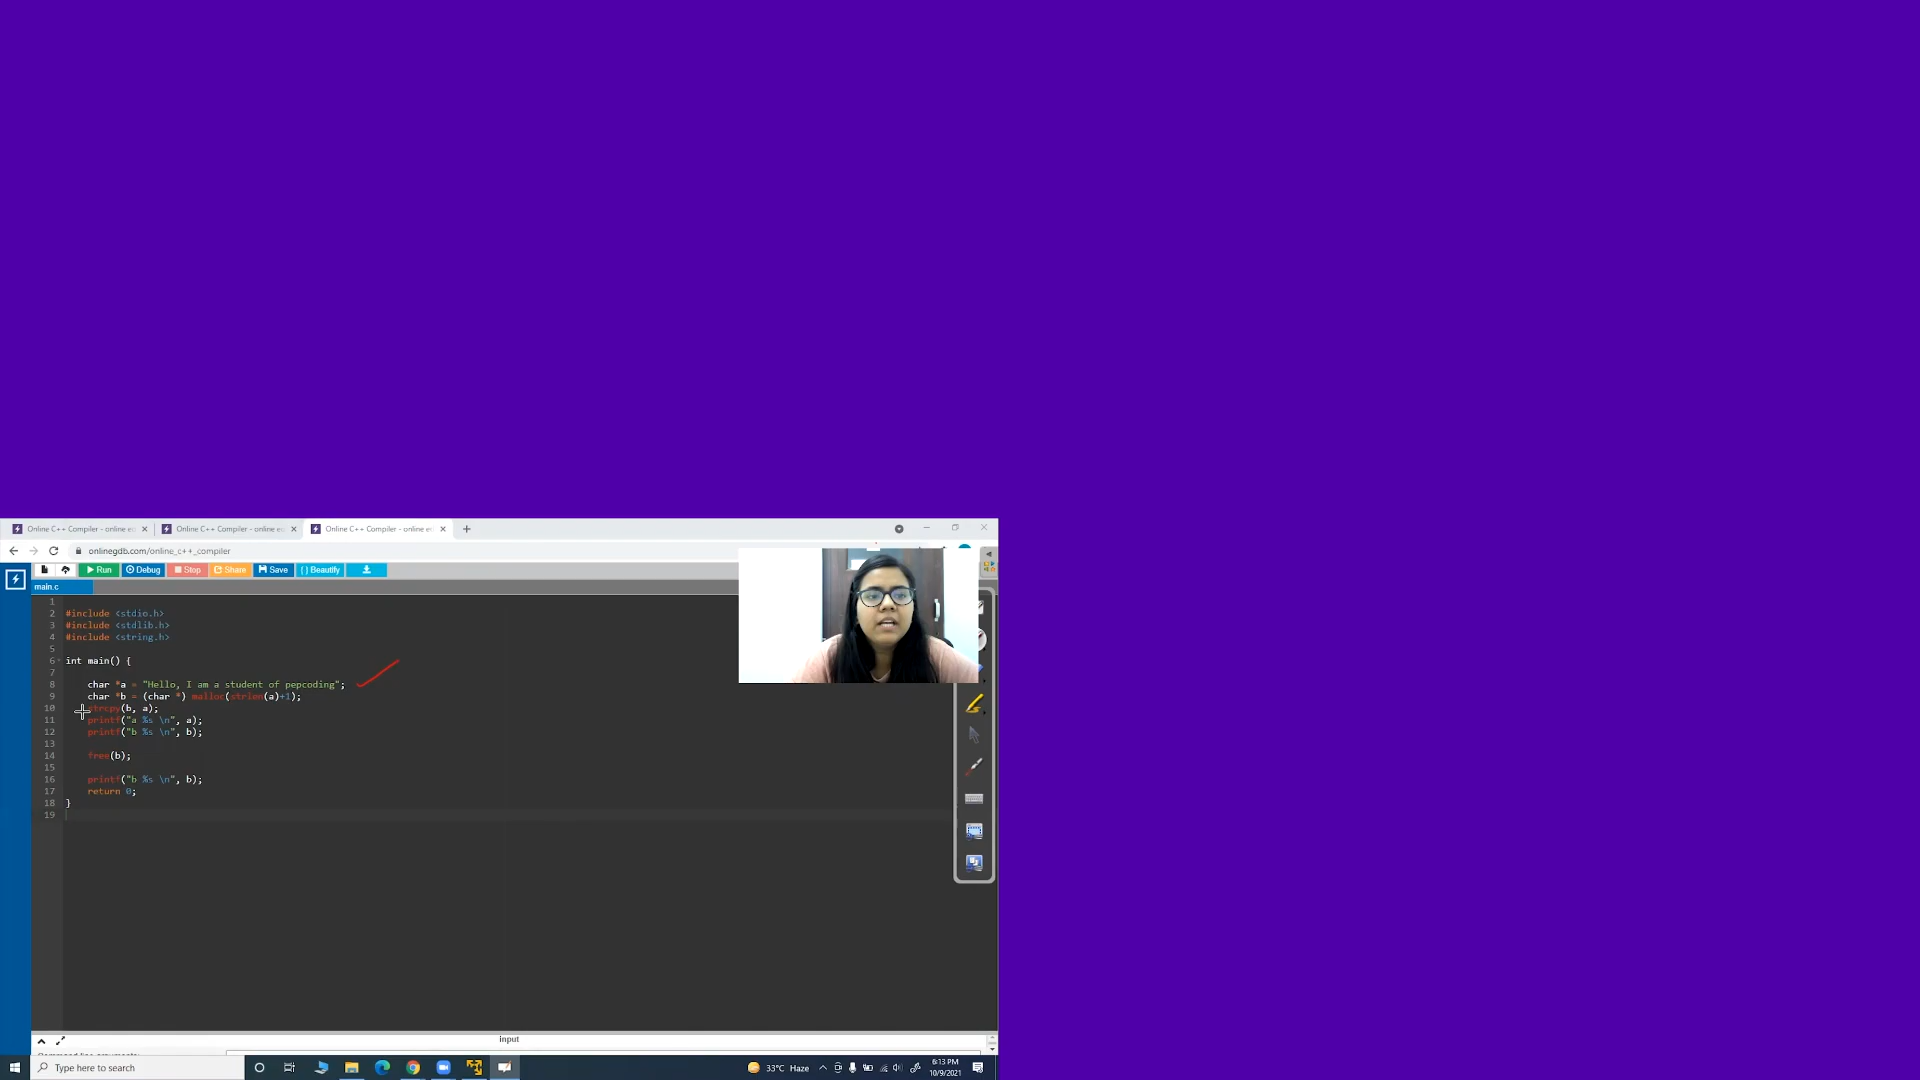 Online C++ Compiler - online e
Online C++ Compiler - online e
Online C++ Compiler - online e
onlinegdb.com/online_c++_compiler
Run Debug Stop Share Save { } Beautify
main.c
1
2 #include <stdio.h>
3 #include <stdlib.h>
4 #include <string.h>
5
6 int main() {
7
8 char *a = "Hello, I am a student of pepcoding";
9 char *b = (char *) malloc(strlen(a)+1);
10 strcpy(b, a);
11 printf("a %s \n", a);
12 printf("b %s \n", b);
13
14 free(b);
15
16 printf("b %s \n", b);
17 return 0;
18 }
19
input
Type here to search
33°C Haze
6:13 PM
10/9/2021